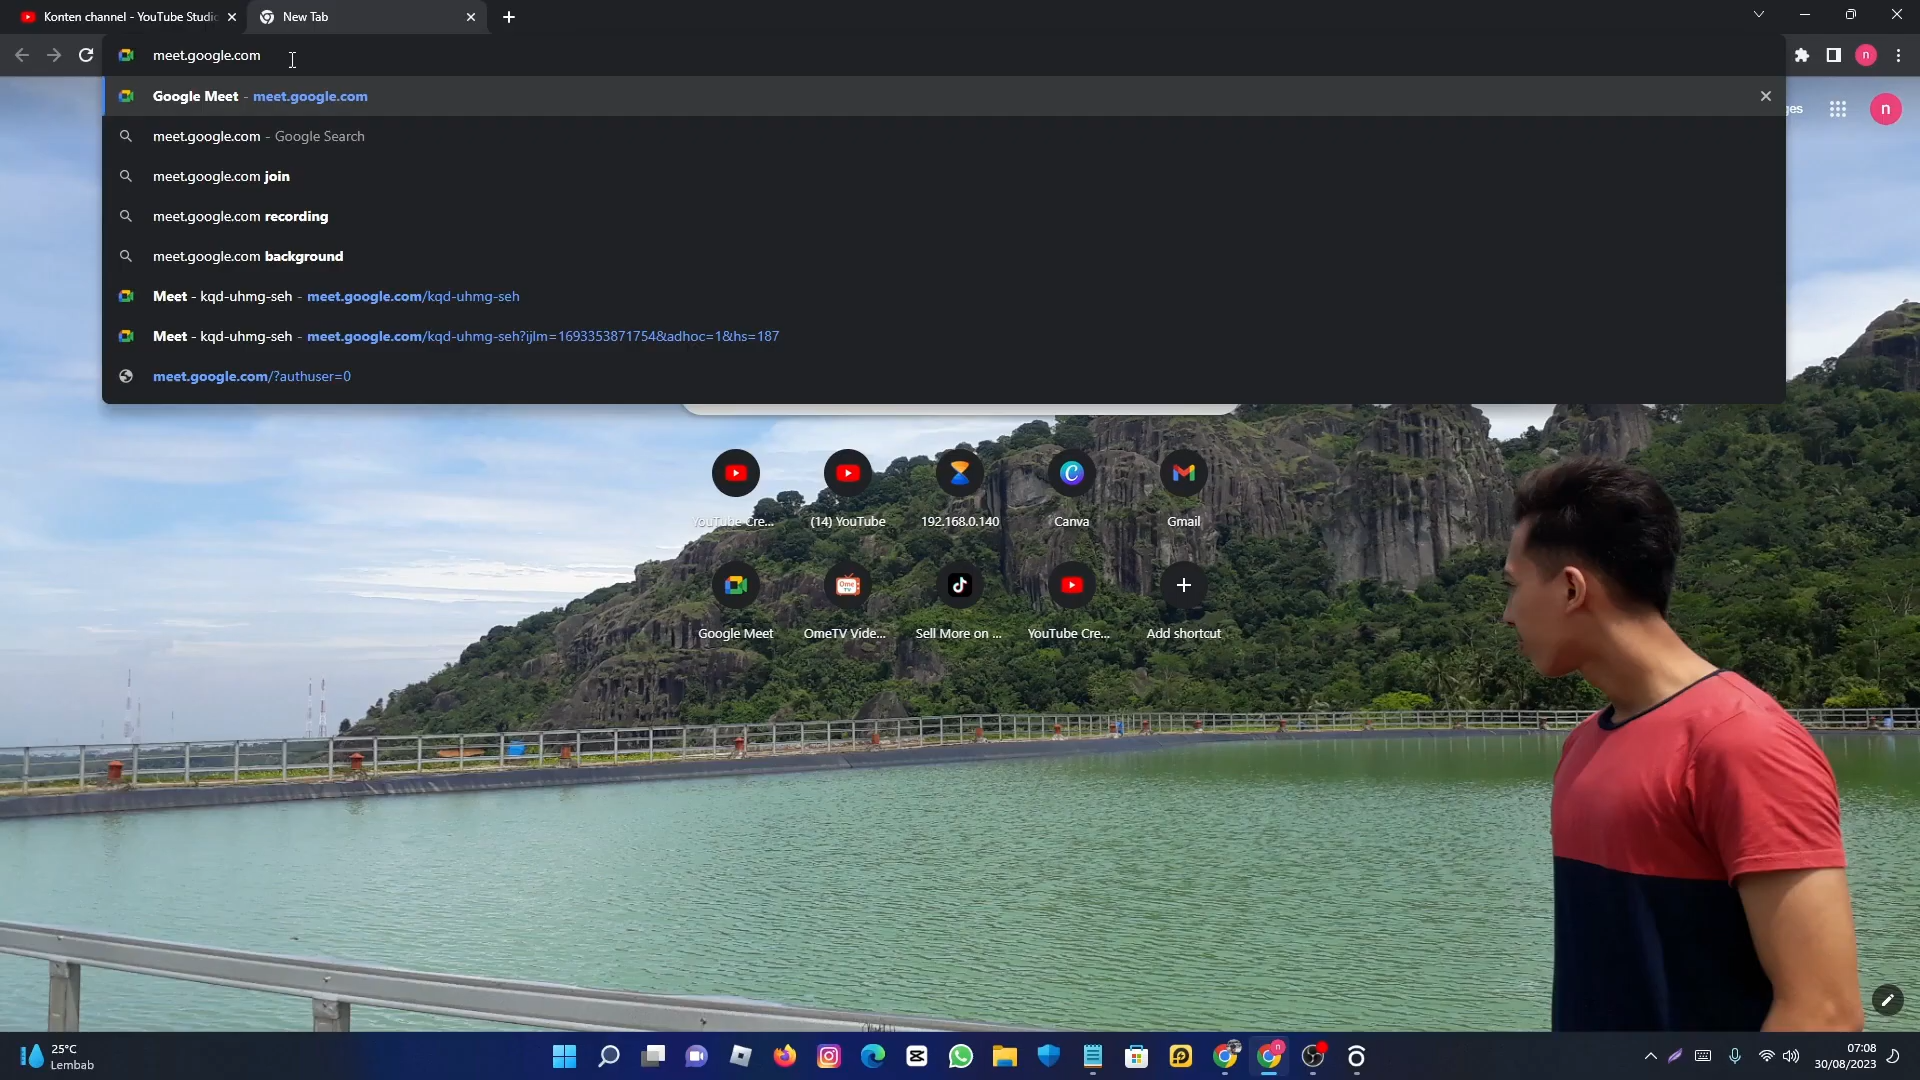 Konten channel - YouTube Studio
New Tab
meet.google.com
n
Google Meet - meet.google.com
meet.google.com - Google Search
meet.google.com join
meet.google.com recording
meet.google.com background
Meet - kqd-uhmg-seh - meet.google.com/kqd-uhmg-seh
Meet - kqd-uhmg-seh - meet.google.com/kqd-uhmg-seh?ijlm=1693353871754&adhoc=1&hs=187
meet.google.com/?authuser=0
n
YouTube Cre...
(14) YouTube
192.168.0.140
Canva
Gmail
Google Meet
OmeTV Vide...
Sell More on ...
YouTube Cre...
Add shortcut
25°C
Lembab
07:08
30/08/2023